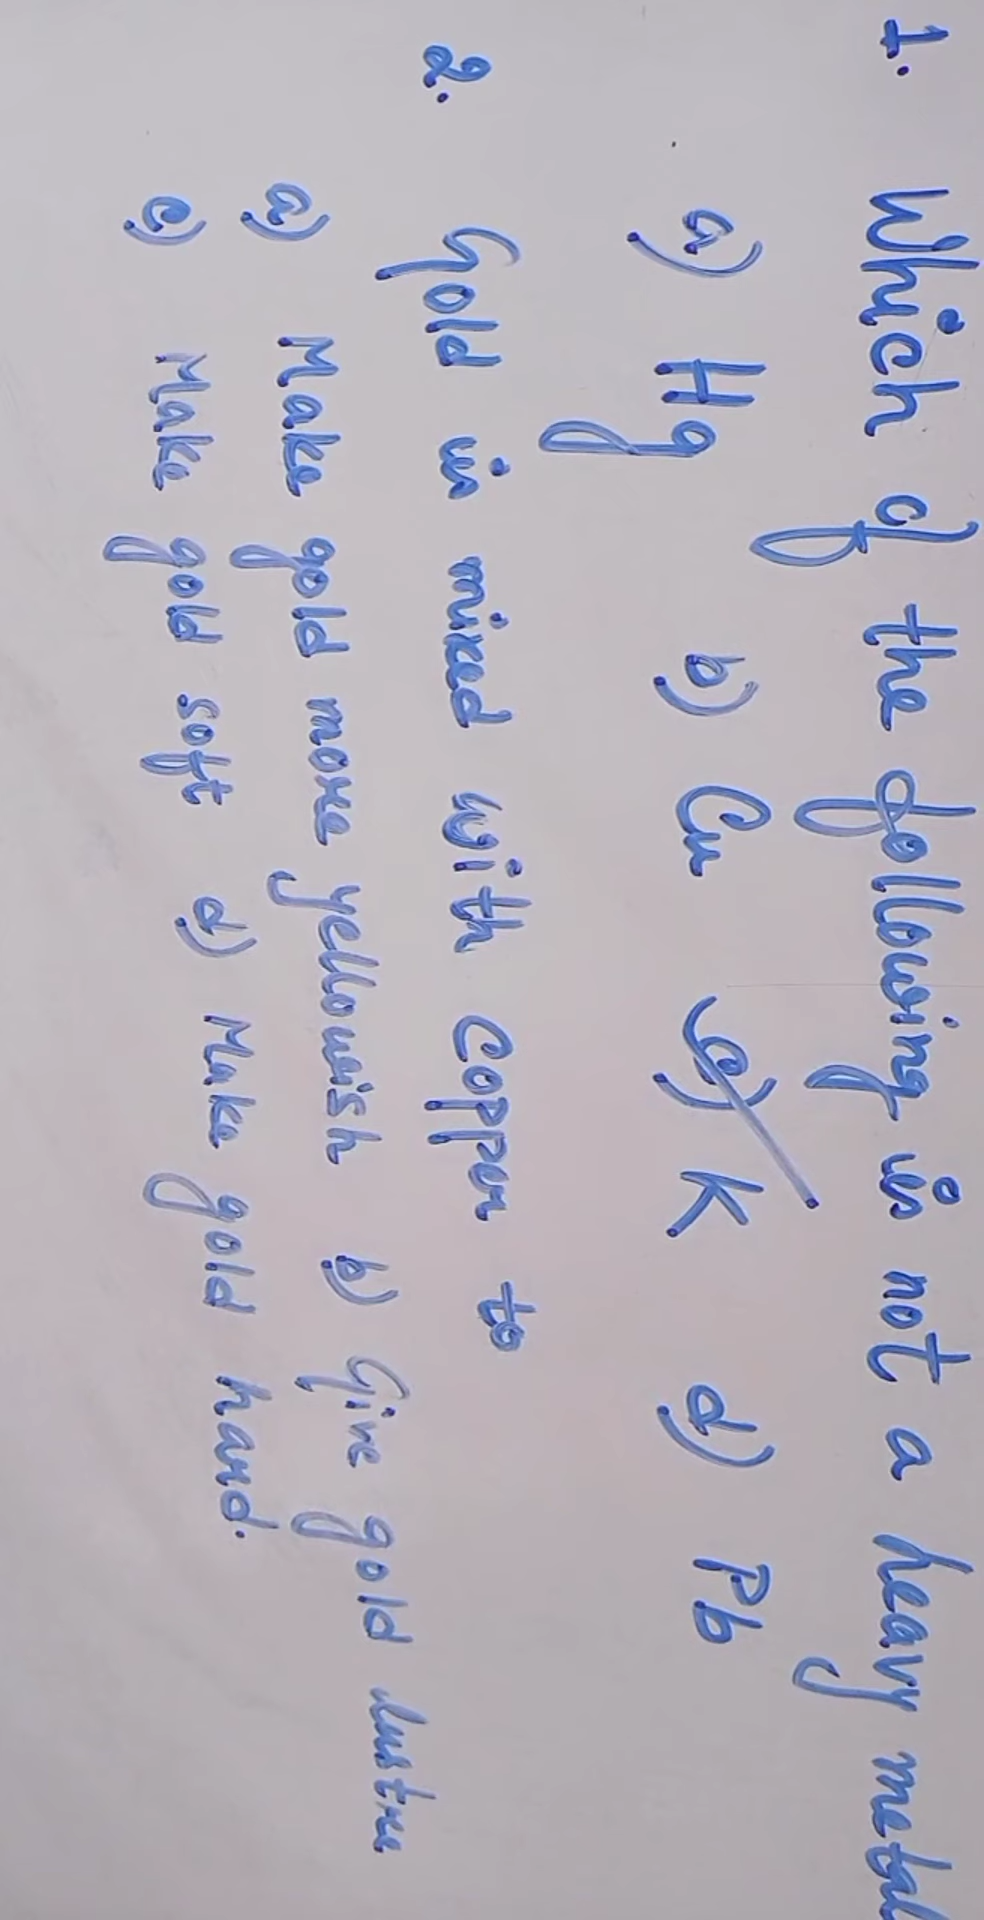 1. Which of the following is not a heavy metal
a) Hg b) Cu c) K d) Pb
2. Gold is mixed with Copper to
a) Make gold more yellowish b) Give gold lustre
c) Make gold soft d) Make gold hard.